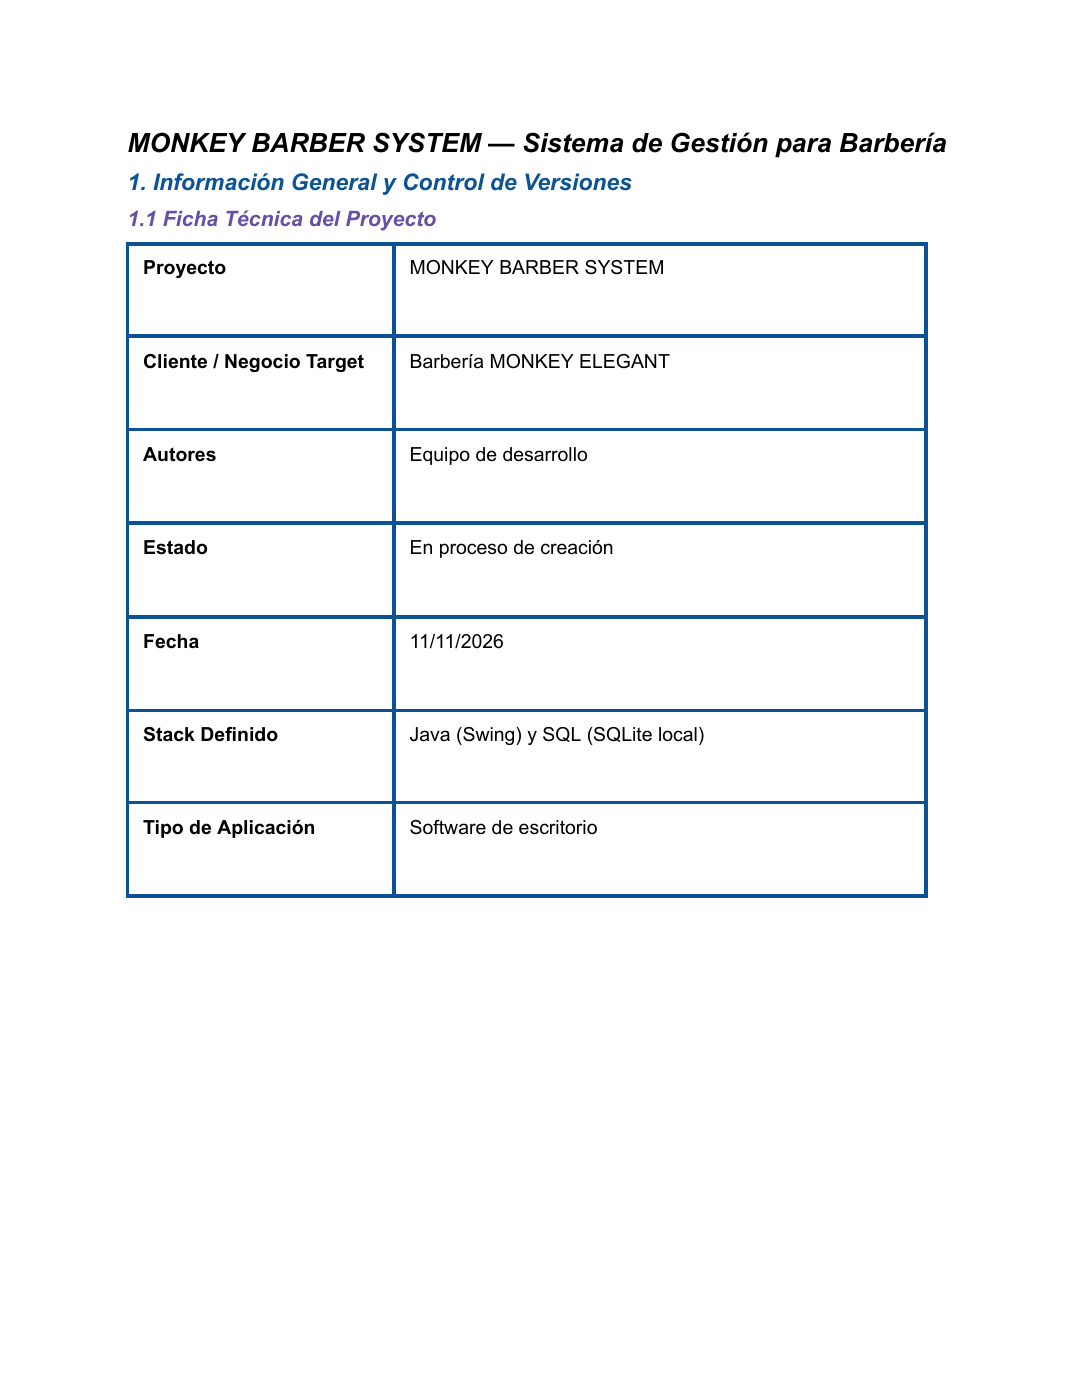 MONKEY BARBER SYSTEM — Sistema de Gestión para Barbería
1. Información General y Control de Versiones
1.1 Ficha Técnica del Proyecto
Proyecto MONKEY BARBER SYSTEM
Cliente / Negocio Target Barbería MONKEY ELEGANT
Autores Equipo de desarrollo
Estado En proceso de creación
Fecha 11/11/2026
Stack Definido Java (Swing) y SQL (SQLite local)
Tipo de Aplicación Software de escritorio